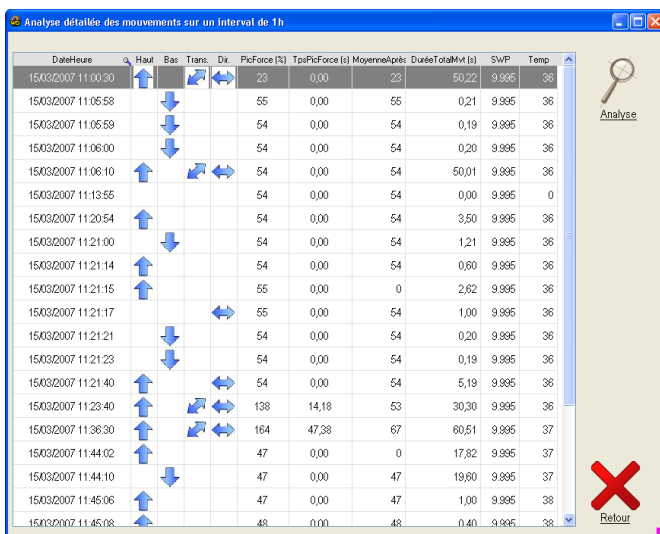 Analyse détaillée des mouvements sur un interval de 1h
DateHeure Haut Bas Trans. Dir. PicForce (%) TpsPicForce (s) MoyenneAprès DuréeTotalMvt (s) SWP Temp
15/03/2007 11:00:30 23 0,00 23 50,22 9.995 36
15/03/2007 11:05:58 55 0,00 55 0,21 9.995 36
15/03/2007 11:05:59 54 0,00 54 0,19 9.995 36
15/03/2007 11:06:00 54 0,00 54 0,20 9.995 36
15/03/2007 11:06:10 54 0,00 54 50,01 9.995 36
15/03/2007 11:13:55 54 0,00 54 0,00 9.995 0
15/03/2007 11:20:54 54 0,00 54 3,50 9.995 36
15/03/2007 11:21:00 54 0,00 54 1,21 9.995 36
15/03/2007 11:21:14 54 0,00 54 0,60 9.995 36
15/03/2007 11:21:15 55 0,00 0 2,62 9.995 36
15/03/2007 11:21:17 55 0,00 54 1,00 9.995 36
15/03/2007 11:21:21 54 0,00 54 0,20 9.995 36
15/03/2007 11:21:23 54 0,00 54 0,19 9.995 36
15/03/2007 11:21:40 54 0,00 54 5,19 9.995 36
15/03/2007 11:23:40 138 14,18 53 30,30 9.995 36
15/03/2007 11:36:30 164 47,38 67 60,51 9.995 37
15/03/2007 11:44:02 47 0,00 0 17,82 9.995 37
15/03/2007 11:44:10 47 0,00 47 19,60 9.995 37
15/03/2007 11:45:06 47 0,00 47 1,00 9.995 38
15/03/2007 11:45:08 48 0,00 48 0,40 9.995 38
Analyse
Retour